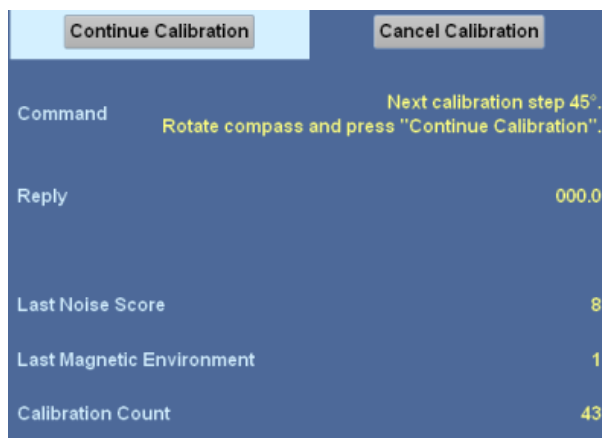 Continue Calibration Cancel Calibration
Command Next calibration step 45°.
Rotate compass and press "Continue Calibration".
Reply 000.0
Last Noise Score 8
Last Magnetic Environment 1
Calibration Count 43